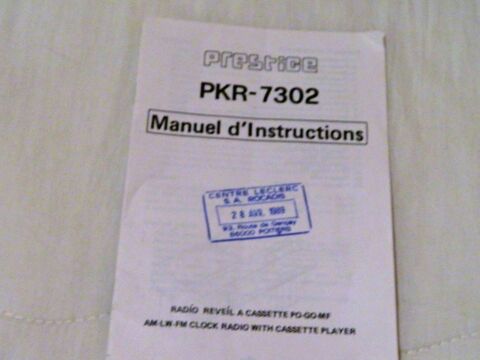 PRESTIGE
PKR-7302
Manuel d'Instructions
CENTRE LECLERC
S.A. ROCADIS
28 AVR. 1989
Route de Gençay
86000 POITIERS
RADIO REVEIL A CASSETTE PO-GO-MF
AM-LW-FM CLOCK RADIO WITH CASSETTE PLAYER